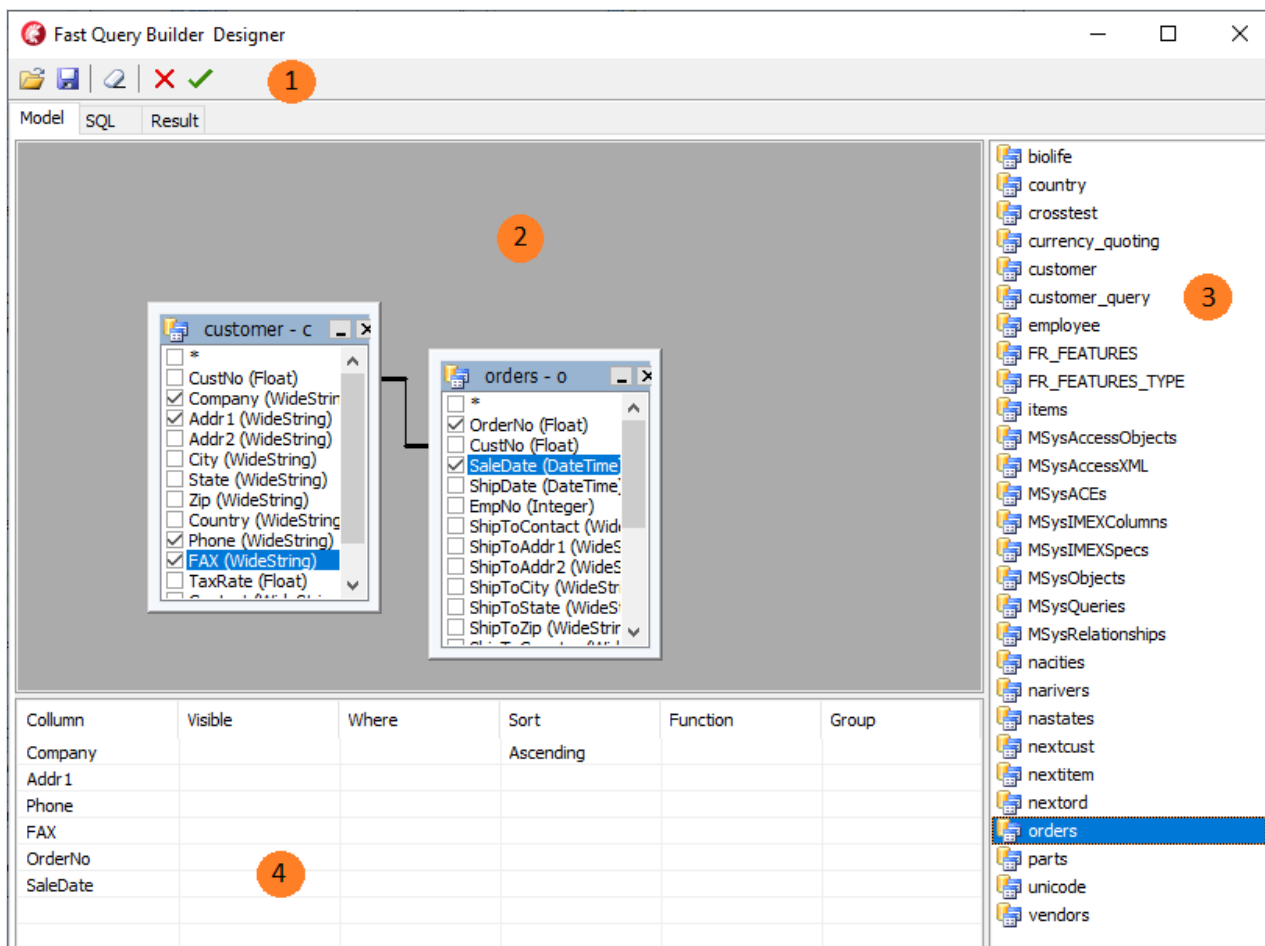 Fast Query Builder Designer
1
Model SQL Result
2
customer - c
*
CustNo (Float)
Company (WideStrin
Addr1 (WideString)
Addr2 (WideString)
City (WideString)
State (WideString)
Zip (WideString)
Country (WideString
Phone (WideString)
FAX (WideString)
TaxRate (Float)
orders - o
*
OrderNo (Float)
CustNo (Float)
SaleDate (DateTime)
ShipDate (DateTime)
EmpNo (Integer)
ShipToContact (Wid
ShipToAddr1 (WideS
ShipToAddr2 (WideS
ShipToCity (WideStri
ShipToState (WideSt
ShipToZip (WideStrin
biolife
country
crosstest
currency_quoting
customer
customer_query
3
employee
FR_FEATURES
FR_FEATURES_TYPE
items
MSysAccessObjects
MSysAccessXML
MSysACEs
MSysIMEXColumns
MSysIMEXSpecs
MSysObjects
MSysQueries
MSysRelationships
nacities
narivers
nastates
nextcust
nextitem
nextord
orders
parts
unicode
vendors
Collumn Visible Where Sort Function Group
Company Ascending
Addr1
Phone
FAX
OrderNo
SaleDate
4